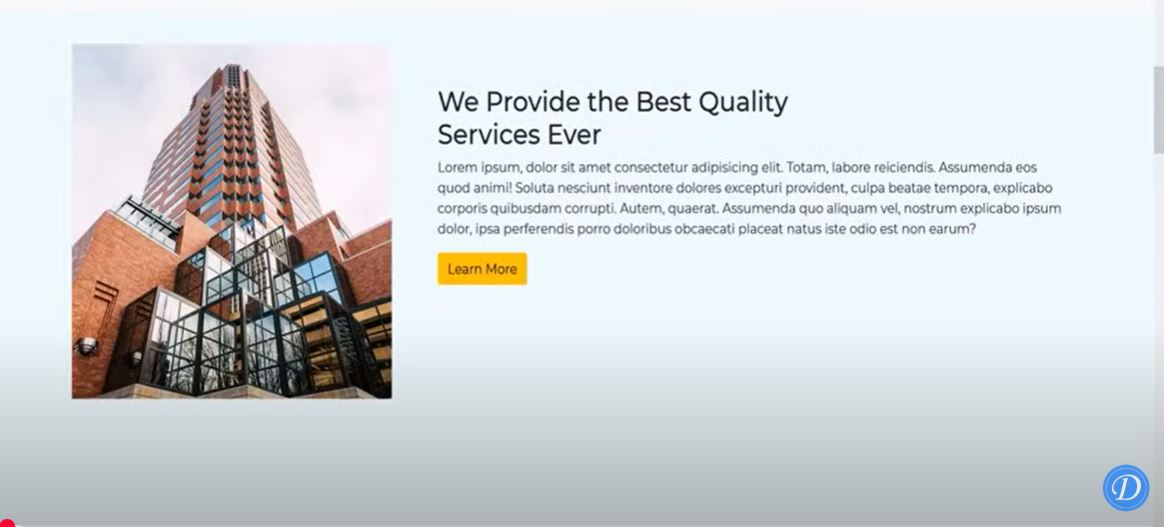 We Provide the Best Quality
Services Ever
Lorem ipsum, dolor sit amet consectetur adipisicing elit. Totam, labore reiciendis. Assumenda eos
quod animi! Soluta nesciunt inventore dolores excepturi provident, culpa beatae tempora, explicabo
corporis quibusdam corrupti. Autem, quaerat. Assumenda quo aliquam vel, nostrum explicabo ipsum
dolor, ipsa perferendis porro doloribus obcaecati placeat natus iste odio est non earum?
Learn More
D